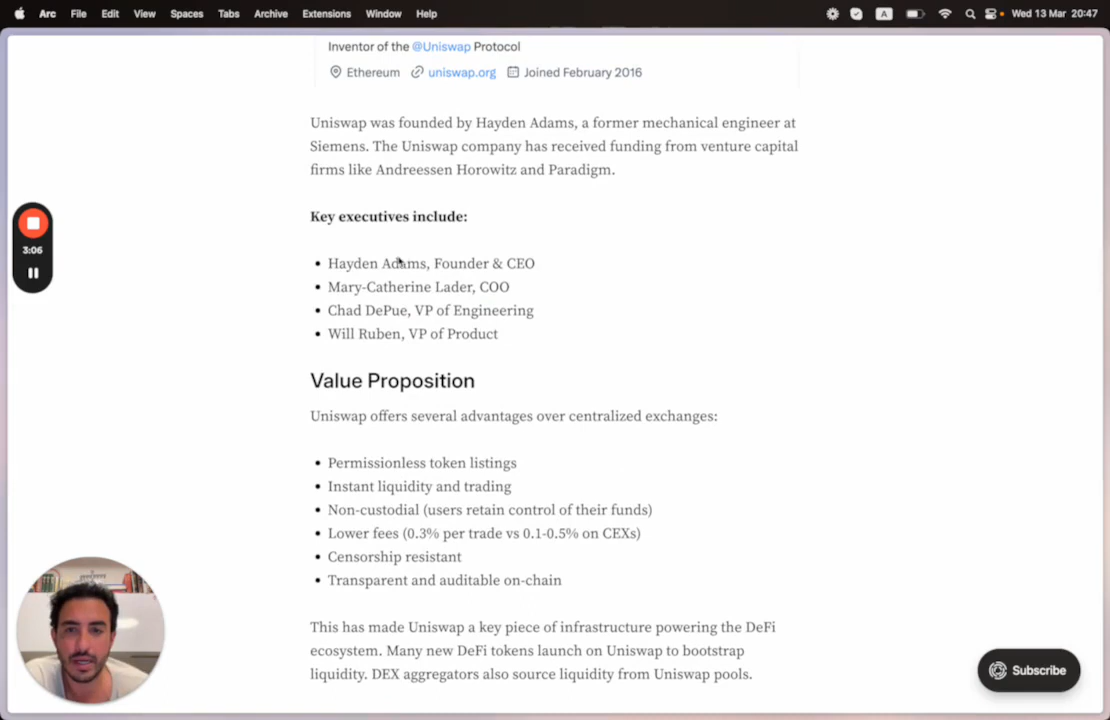 Arc File Edit View Spaces Tabs Archive Extensions Window Help A Wed 13 Mar 20:47
Inventor of the @Uniswap Protocol
Ethereum uniswap.org Joined February 2016
Uniswap was founded by Hayden Adams, a former mechanical engineer at
Siemens. The Uniswap company has received funding from venture capital
firms like Andreessen Horowitz and Paradigm.
3:06
Key executives include:
• Hayden Adams, Founder & CEO
• Mary-Catherine Lader, COO
• Chad DePue, VP of Engineering
• Will Ruben, VP of Product
Value Proposition
Uniswap offers several advantages over centralized exchanges:
• Permissionless token listings
• Instant liquidity and trading
• Non-custodial (users retain control of their funds)
• Lower fees (0.3% per trade vs 0.1-0.5% on CEXs)
• Censorship resistant
• Transparent and auditable on-chain
This has made Uniswap a key piece of infrastructure powering the DeFi
ecosystem. Many new DeFi tokens launch on Uniswap to bootstrap
liquidity. DEX aggregators also source liquidity from Uniswap pools.
Subscribe